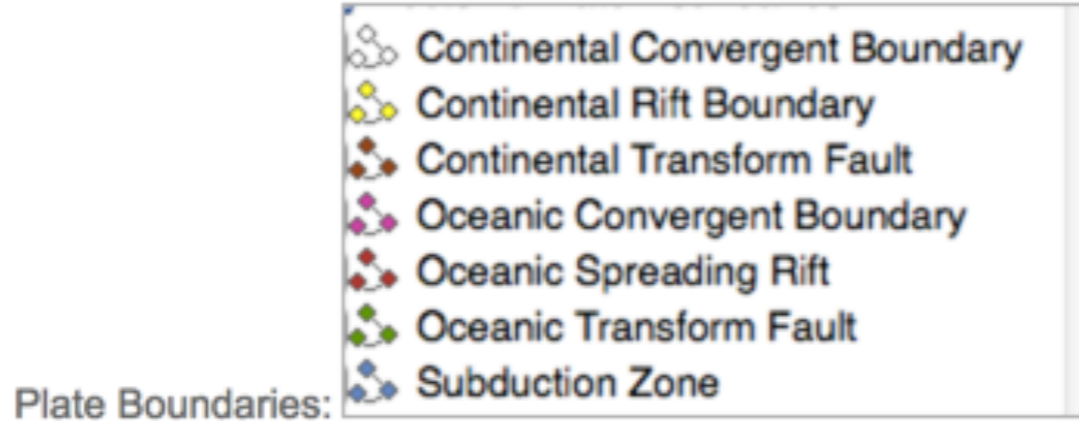 Continental Convergent Boundary
Continental Rift Boundary
Continental Transform Fault
Oceanic Convergent Boundary
Oceanic Spreading Rift
Oceanic Transform Fault
Subduction Zone
Plate Boundaries: